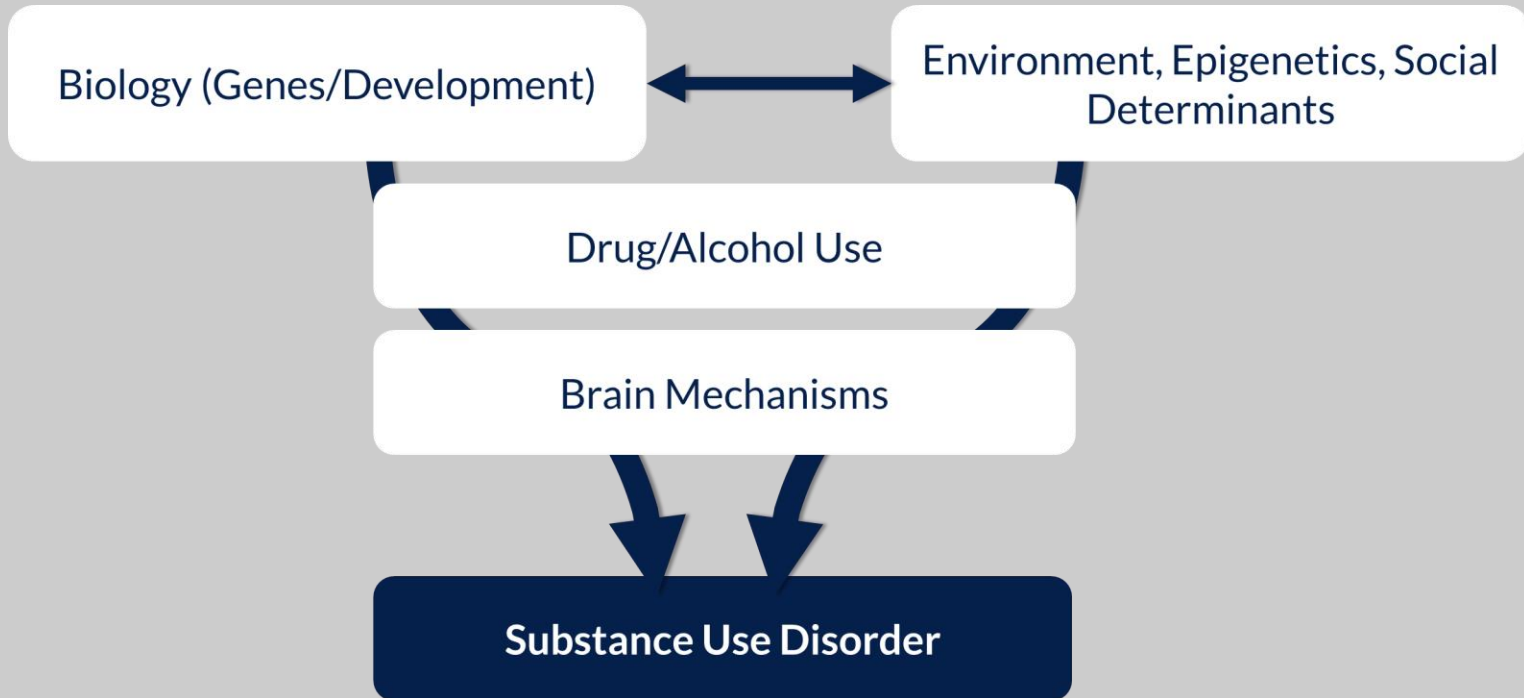 Biology (Genes/Development)
Environment, Epigenetics, Social
Determinants
Drug/Alcohol Use
Brain Mechanisms
Substance Use Disorder